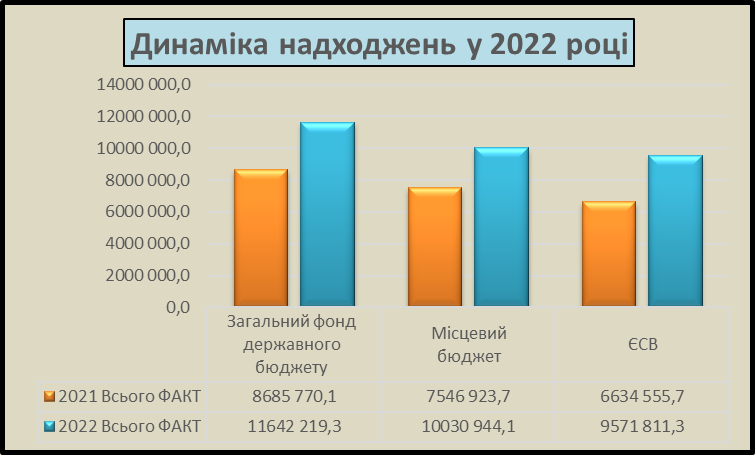 Динаміка надходжень у 2022 році
14000 000,0
12000 000,0
10000 000,0
8000 000,0
6000 000,0
4000 000,0
2000 000,0
0,0
Загальний фонд
державного
бюджету
Місцевий
бюджет
ЄСВ
2021 Всього ФАКТ 8685 770,1 7546 923,7 6634 555,7
2022 Всього ФАКТ 11642 219,3 10030 944,1 9571 811,3